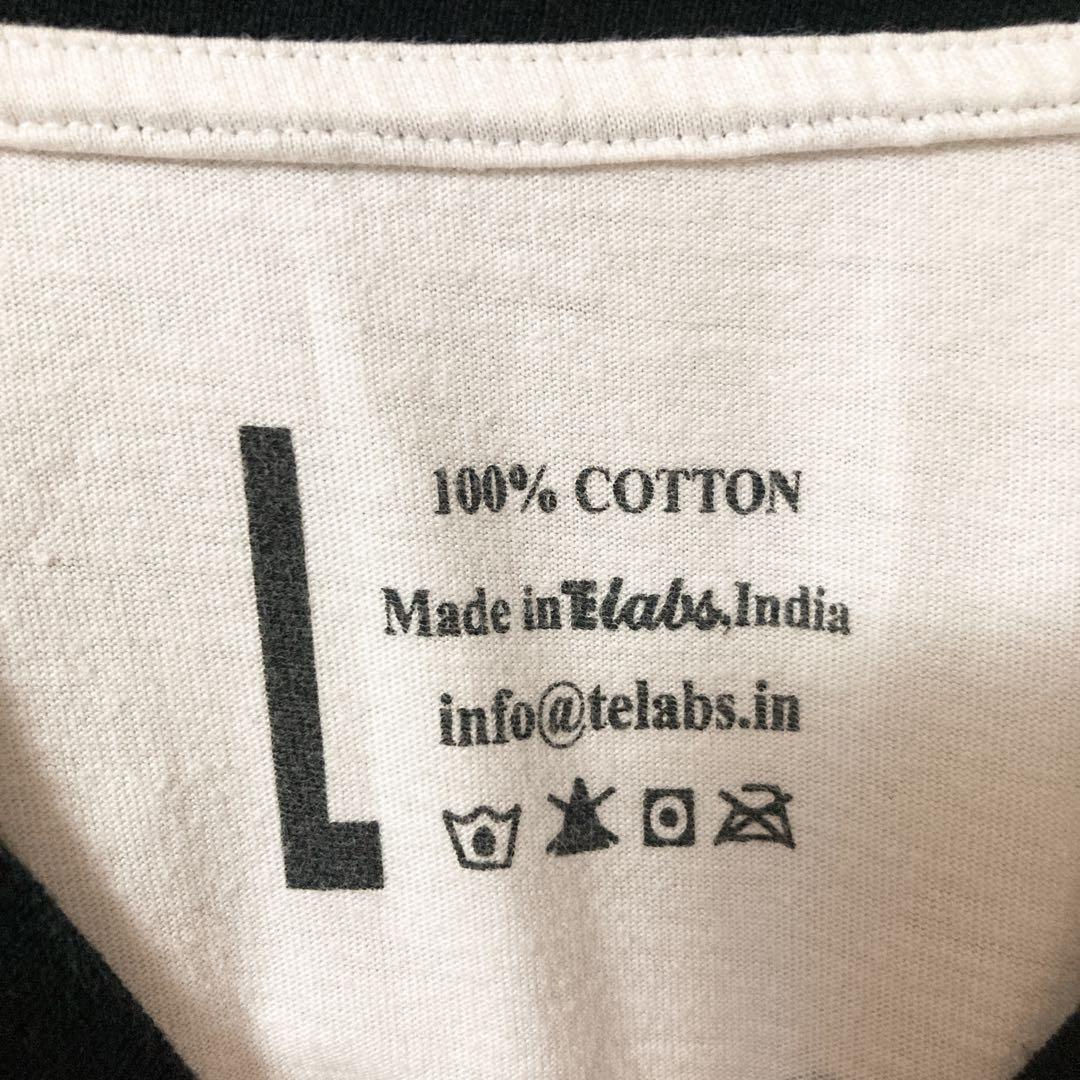 L
100% COTTON
Made in TElabs, India
info@telabs.in